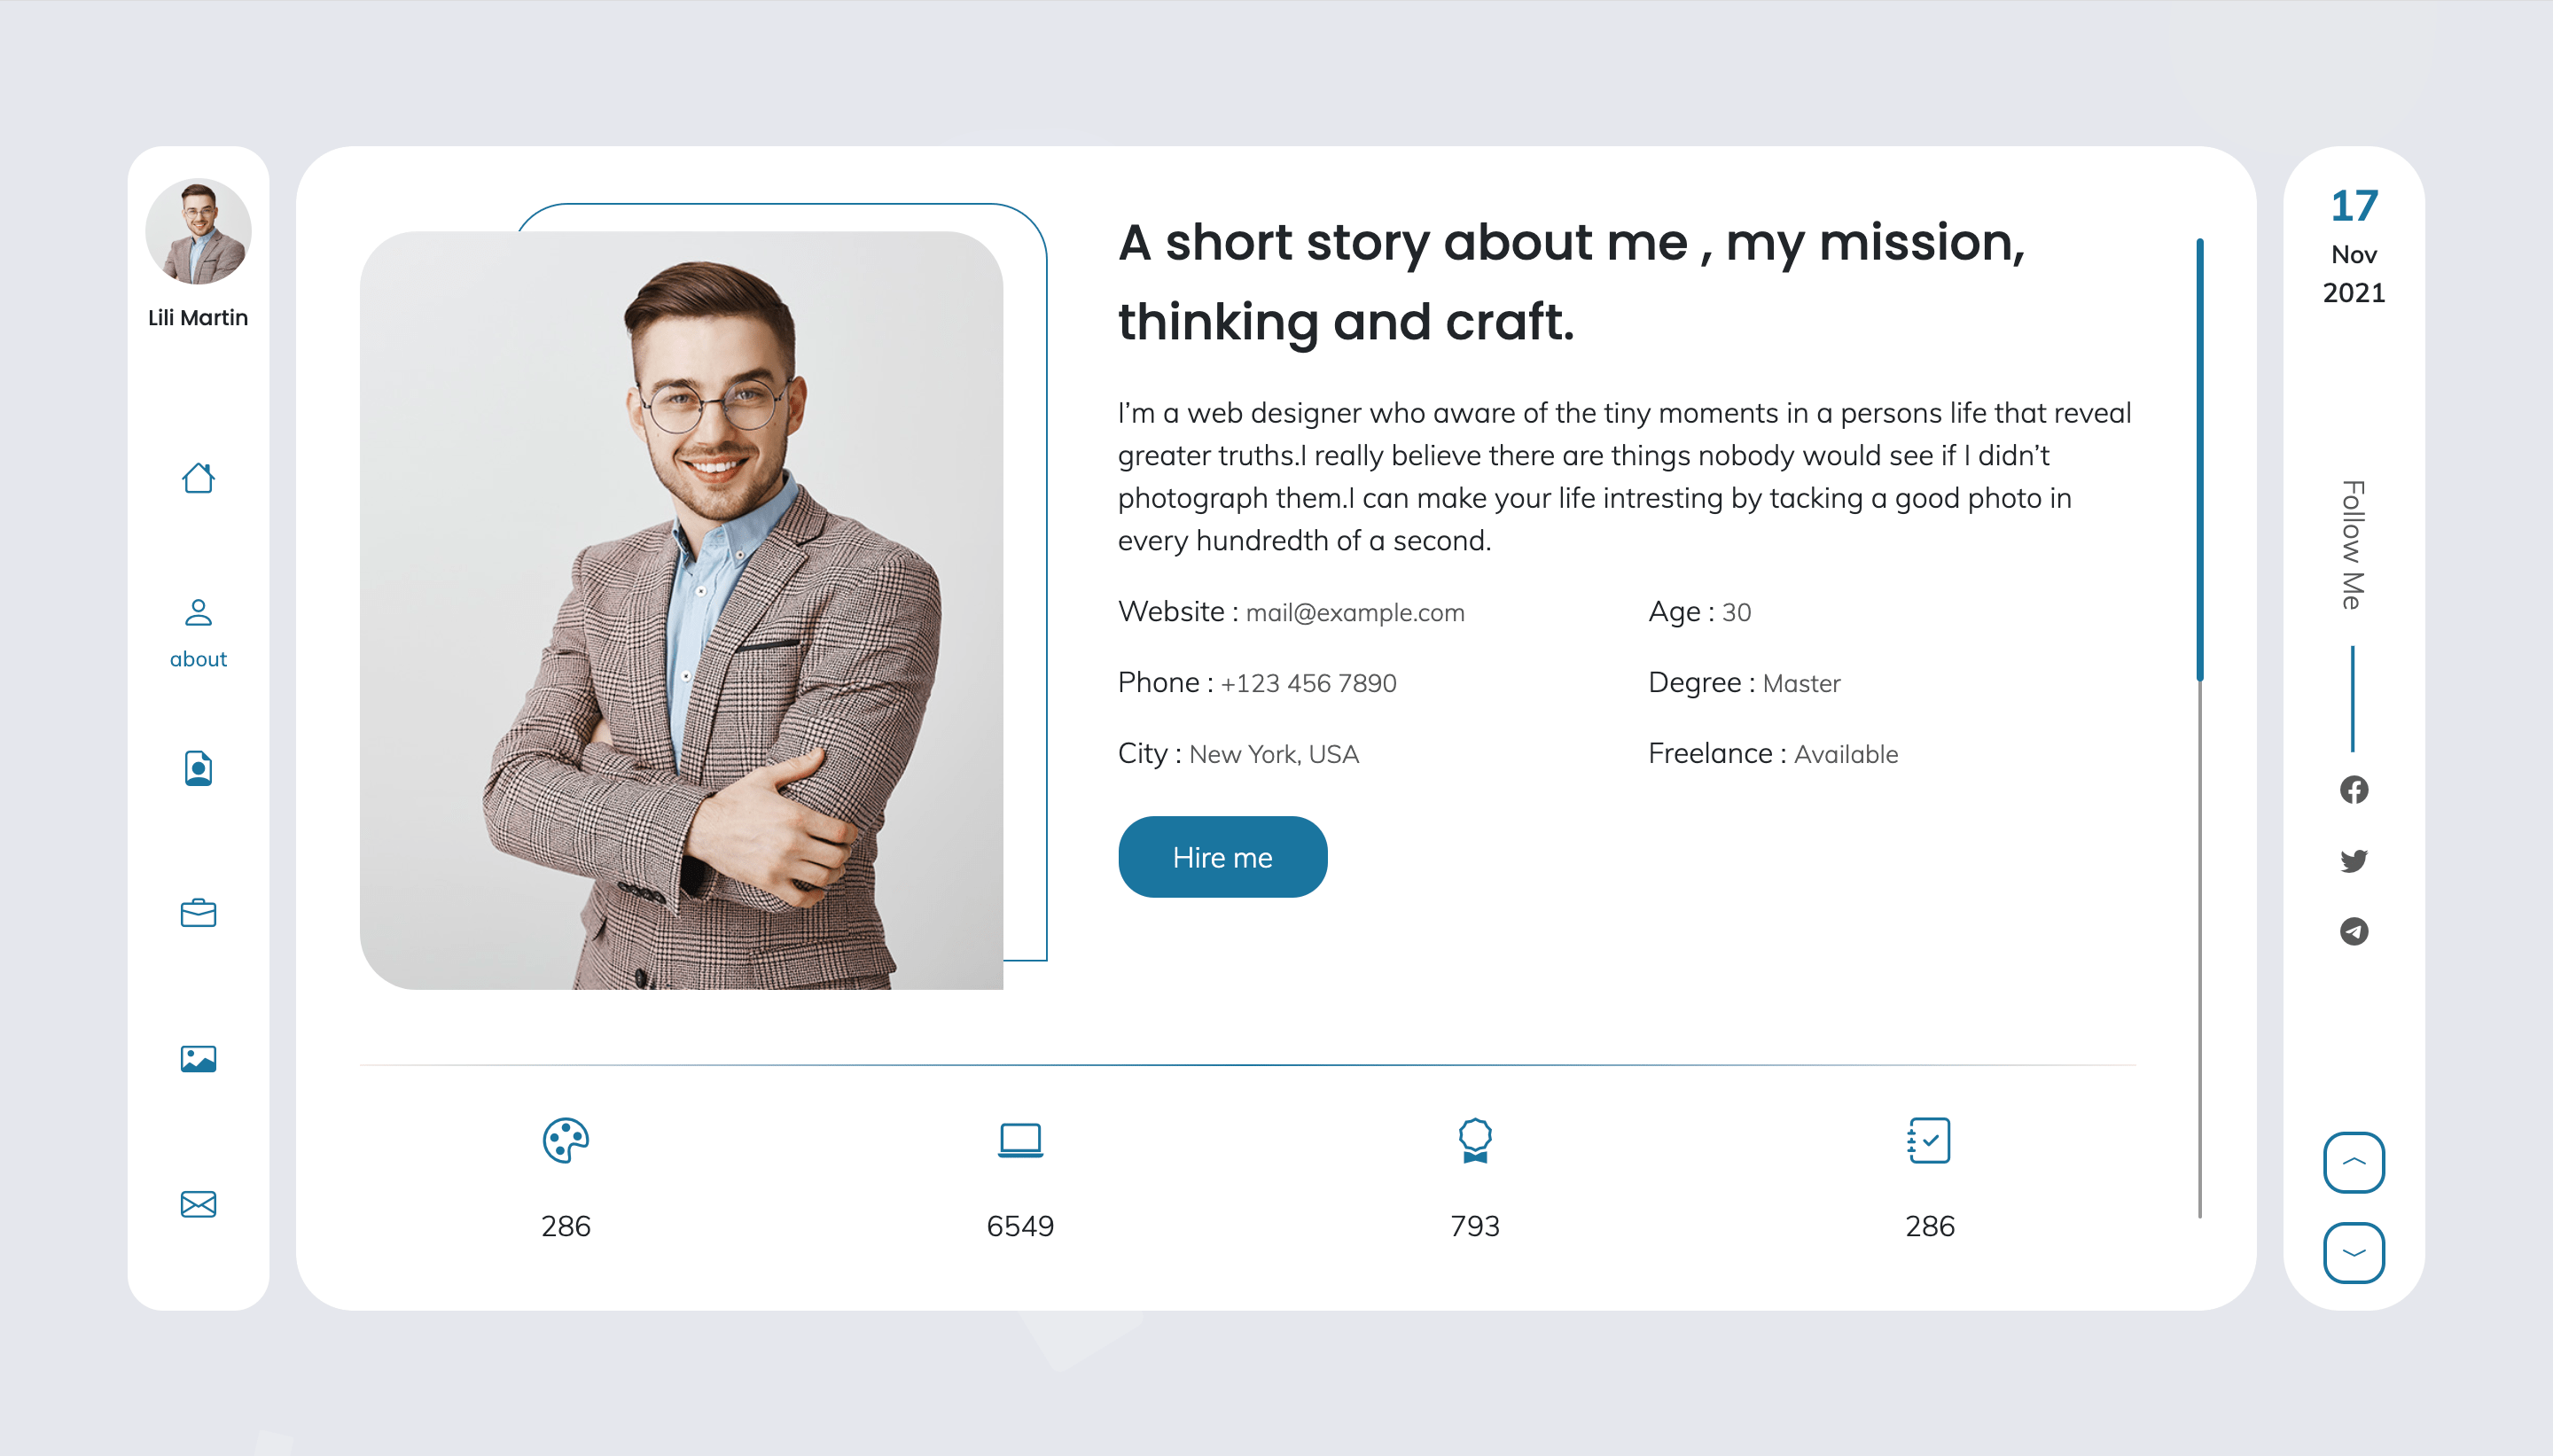 Lili Martin
about
A short story about me , my mission,
thinking and craft.
I’m a web designer who aware of the tiny moments in a persons life that reveal
greater truths.I really believe there are things nobody would see if I didn’t
photograph them.I can make your life intresting by tacking a good photo in
every hundredth of a second.
Website : mail@example.com
Age : 30
Phone : +123 456 7890
Degree : Master
City : New York, USA
Freelance : Available
Hire me
286
6549
793
286
17
Nov
2021
Follow Me